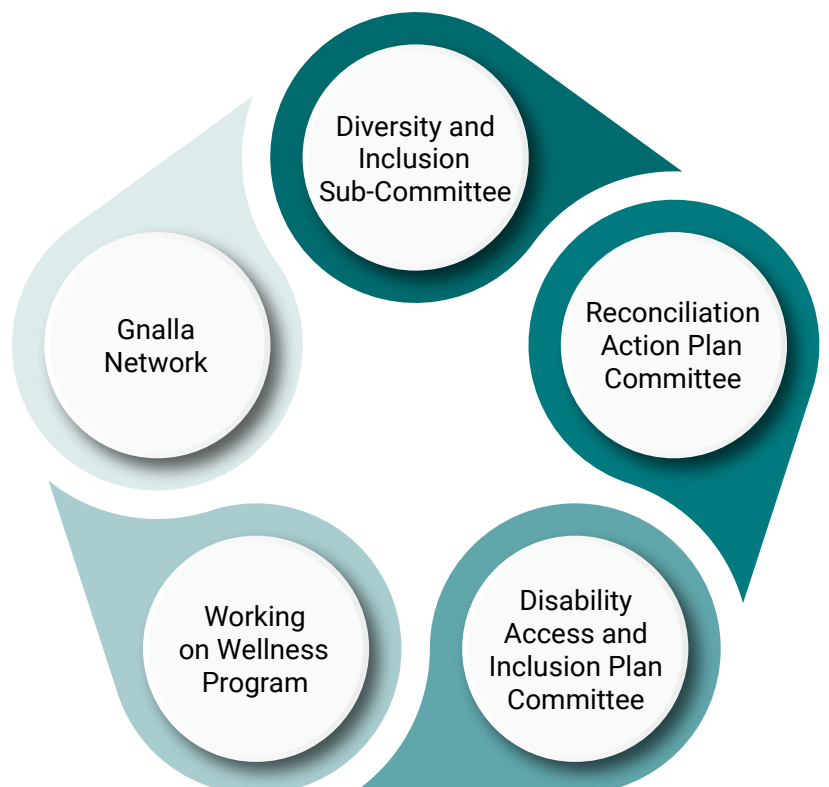 Diversity and
Inclusion
Sub-Committee
Reconciliation
Action Plan
Committee
Disability
Access and
Inclusion Plan
Committee
Working
on Wellness
Program
Gnalla
Network